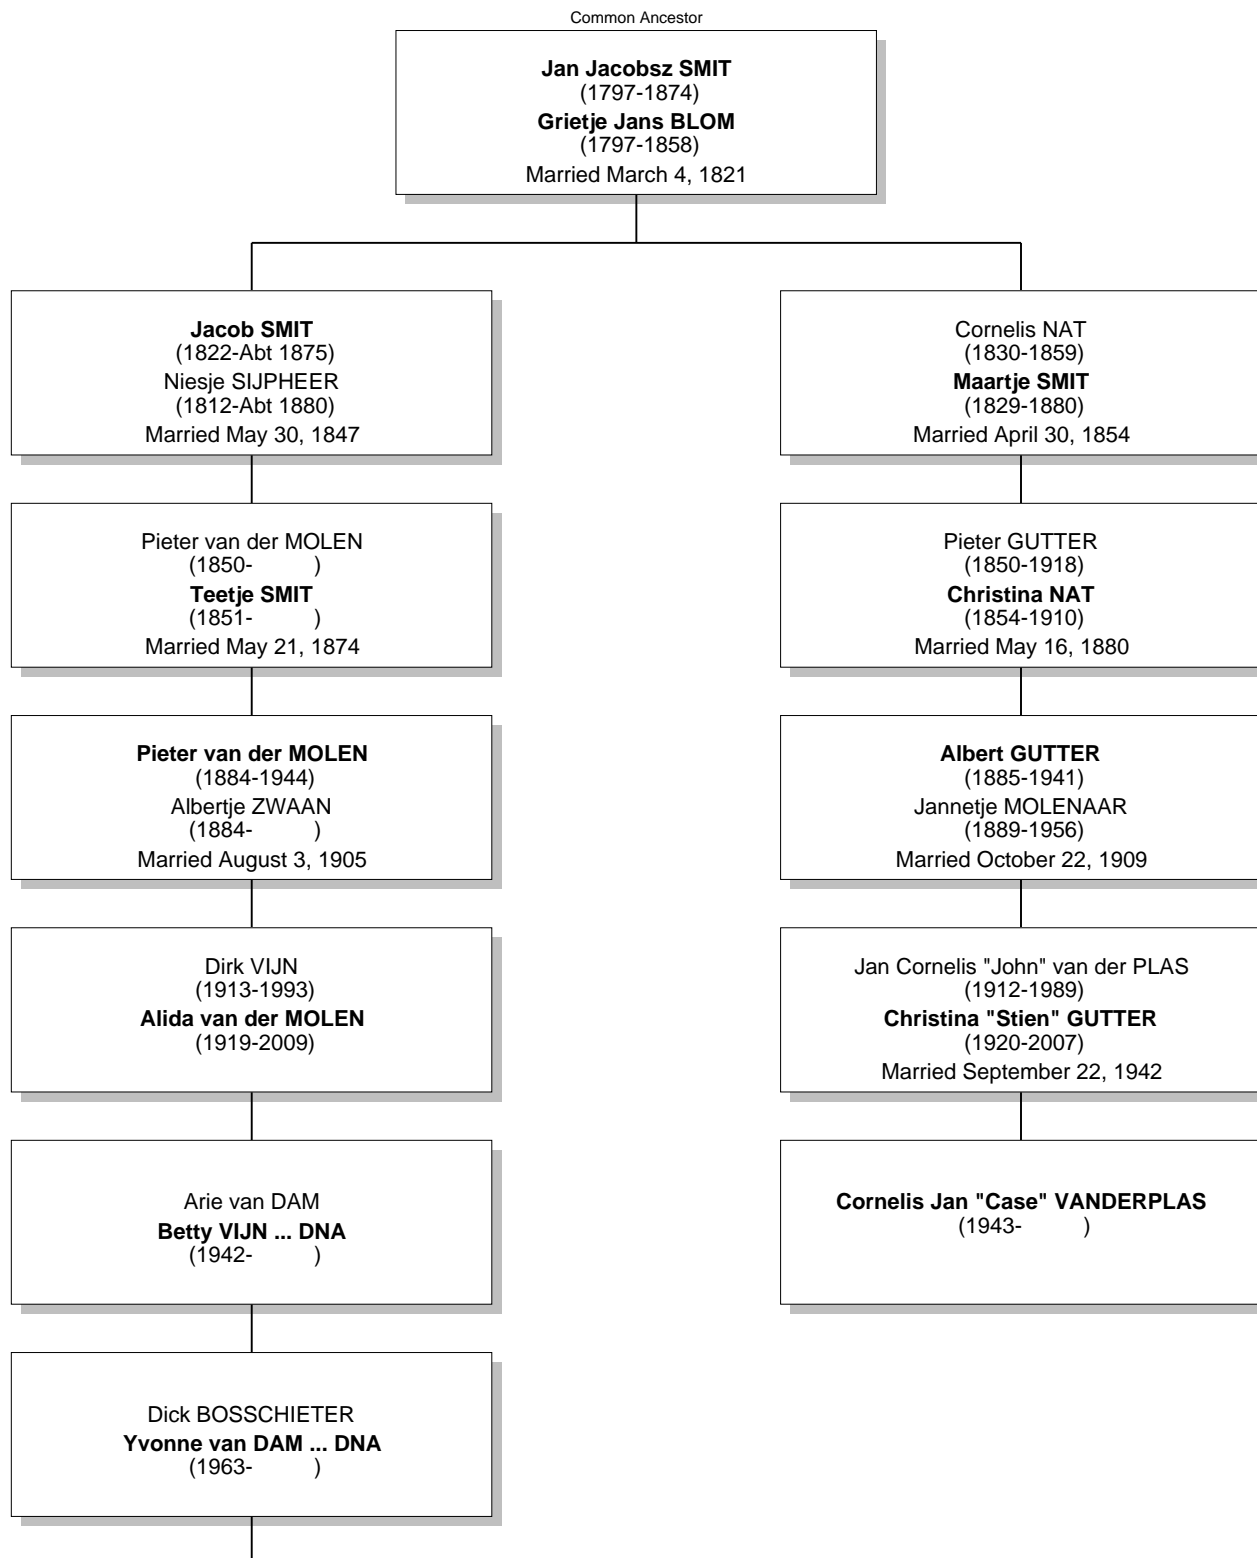 Common Ancestor
Jan Jacobsz SMIT
(1797-1874)
Grietje Jans BLOM
(1797-1858)
Married March 4, 1821
Jacob SMIT
(1822-Abt 1875)
Niesje SIJPHEER
(1812-Abt 1880)
Married May 30, 1847
Cornelis NAT
(1830-1859)
Maartje SMIT
(1829-1880)
Married April 30, 1854
Pieter van der MOLEN
(1850- )
Teetje SMIT
(1851- )
Married May 21, 1874
Pieter GUTTER
(1850-1918)
Christina NAT
(1854-1910)
Married May 16, 1880
Pieter van der MOLEN
(1884-1944)
Albertje ZWAAN
(1884- )
Married August 3, 1905
Albert GUTTER
(1885-1941)
Jannetje MOLENAAR
(1889-1956)
Married October 22, 1909
Dirk VIJN
(1913-1993)
Alida van der MOLEN
(1919-2009)
Jan Cornelis "John" van der PLAS
(1912-1989)
Christina "Stien" GUTTER
(1920-2007)
Married September 22, 1942
Arie van DAM
Betty VIJN ... DNA
(1942- )
Cornelis Jan "Case" VANDERPLAS
(1943- )
Dick BOSSCHIETER
Yvonne van DAM ... DNA
(1963- )